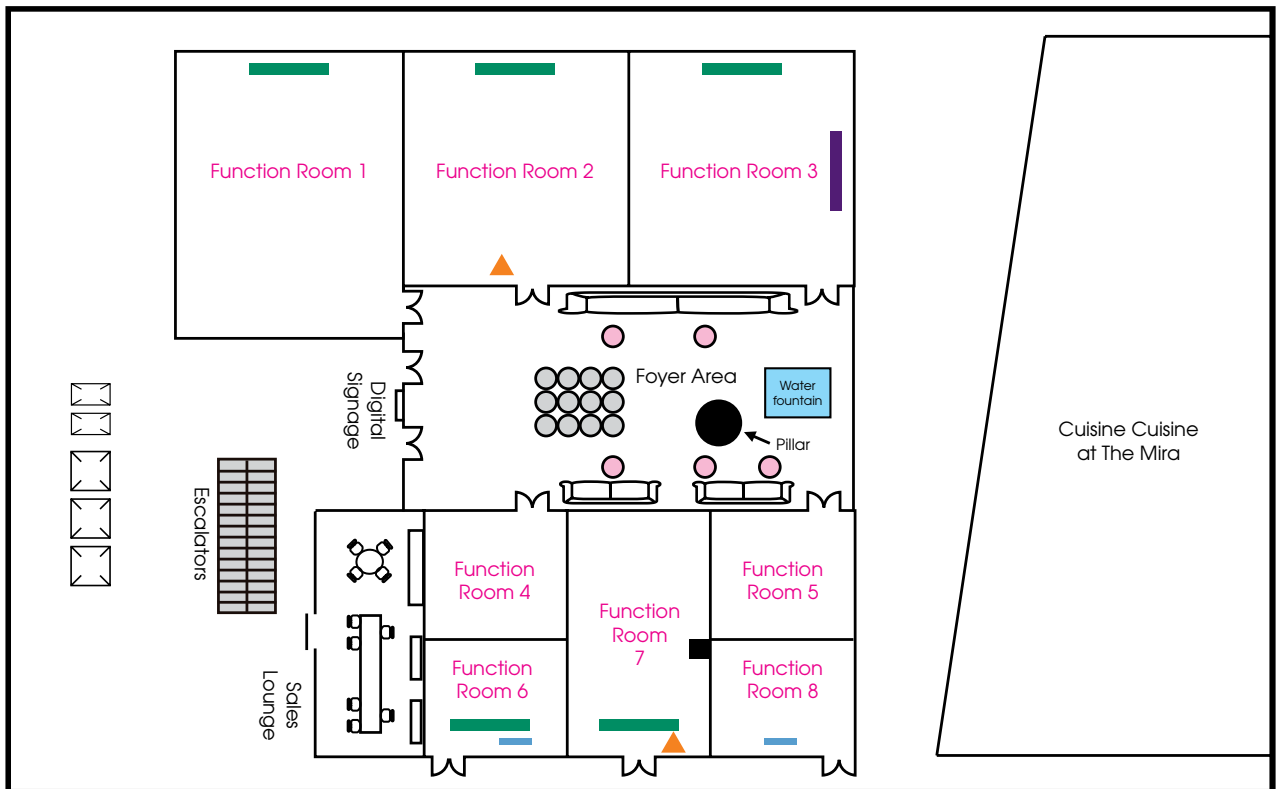 Function Room 1
Function Room 2
Function Room 3
Digital
Signage
Foyer Area
Water
fountain
Pillar
Cuisine Cuisine
at The Mira
Escalators
Function
Room 4
Function
Room
7
Function
Room 5
Function
Room 6
Function
Room 8
Sales
Lounge